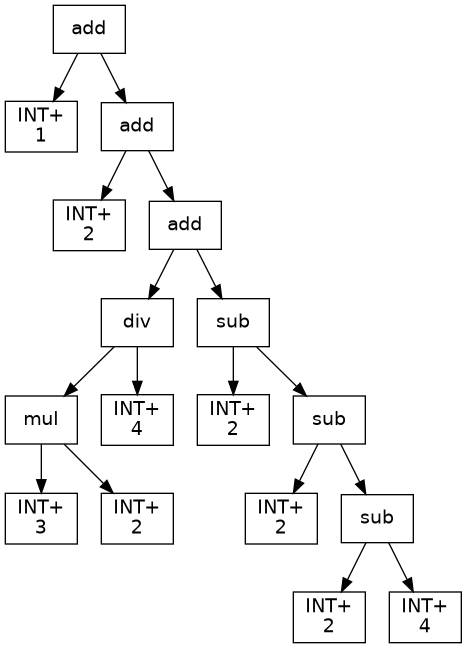 add
INT+
1
add
INT+
2
add
div
sub
mul
INT+
4
INT+
2
sub
INT+
3
INT+
2
INT+
2
sub
INT+
2
INT+
4